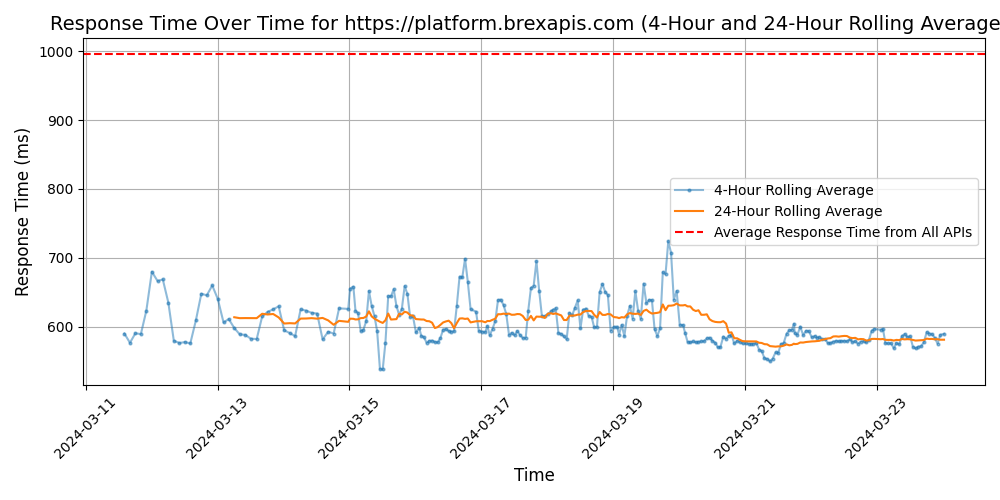 Response Time Over Time for https://platform.brexapis.com (4-Hour and 24-Hour Rolling Average
1000
900
800
700
600
Response Time (ms)
4-Hour Rolling Average
24-Hour Rolling Average
Average Response Time from All APIs
2024-03-11
2024-03-13
2024-03-15
2024-03-17
2024-03-19
2024-03-21
2024-03-23
Time